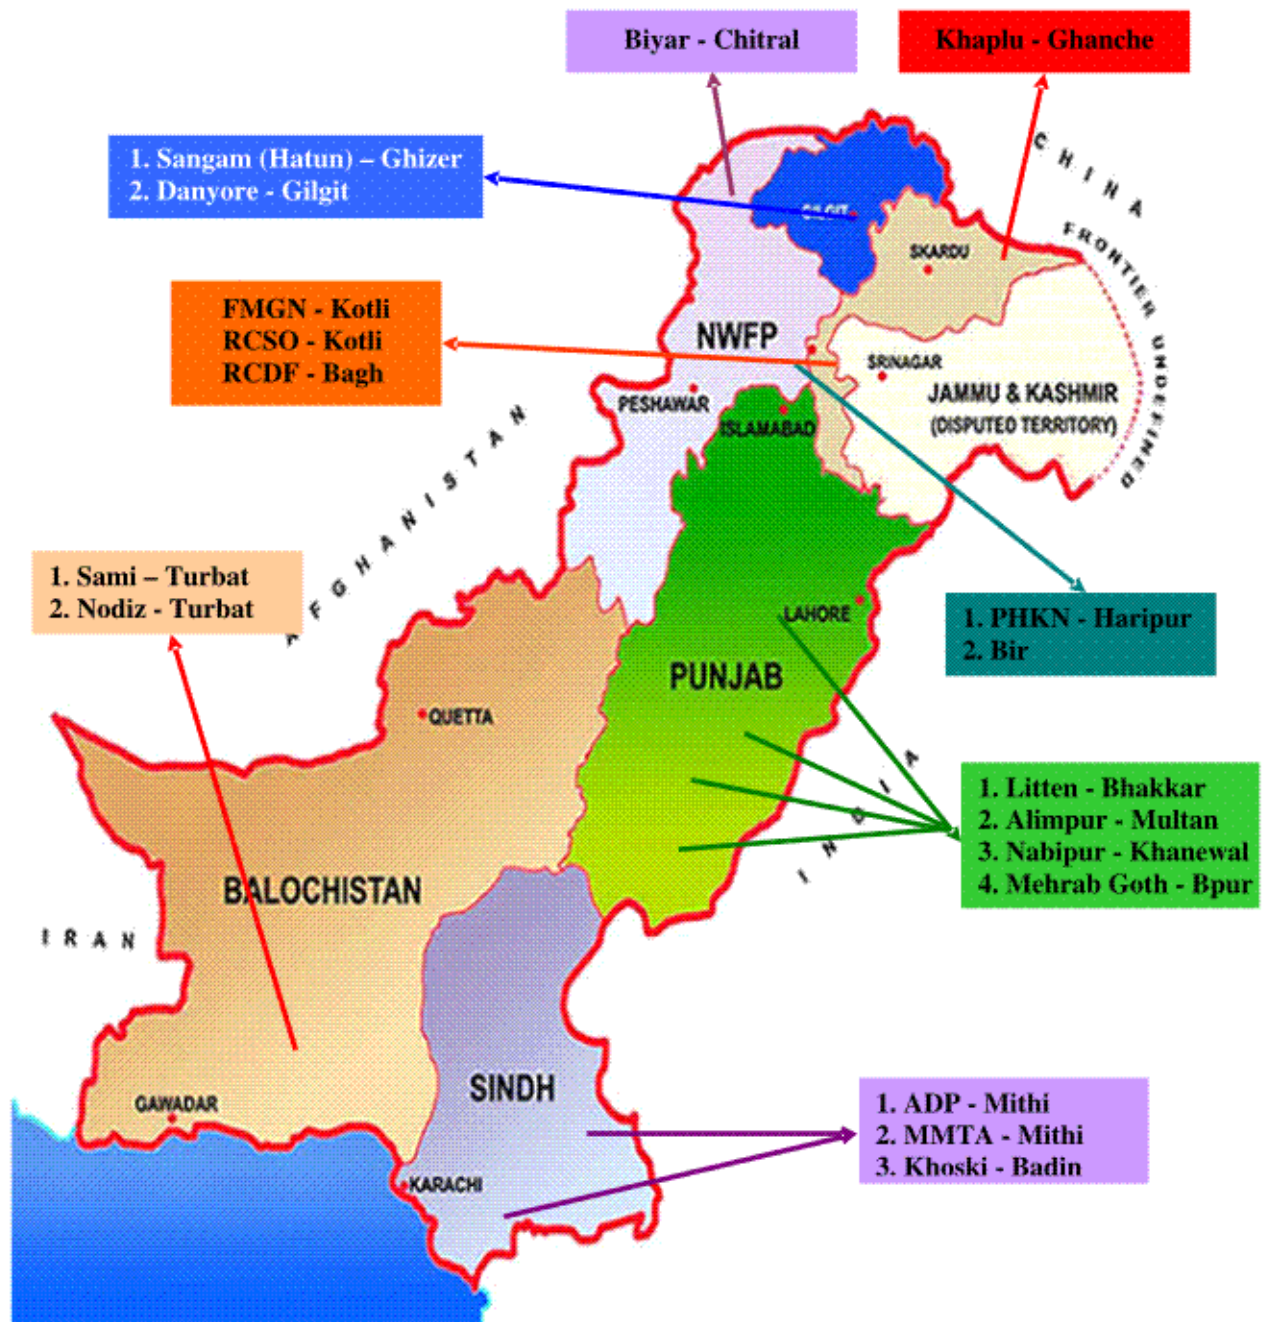 Biyar - Chitral
Khaplu - Ghanche
1. Sangam (Hatun) – Ghizer
2. Danyore - Gilgit
CHINA
GILGIT
FRONTIER UNDEFINED
SKARDU
FMGN - Kotli
RCSO - Kotli
RCDF - Bagh
NWFP
SRINAGAR
JAMMU & KASHMIR
(DISPUTED TERRITORY)
PESHAWAR
ISLAMABAD
AFGHANISTAN
1. Sami – Turbat
2. Nodiz - Turbat
LAHORE
1. PHKN - Haripur
2. Bir
PUNJAB
QUETTA
INDIA
1. Litten - Bhakkar
2. Alimpur - Multan
3. Nabipur - Khanewal
4. Mehrab Goth - Bpur
BALOCHISTAN
IRAN
SINDH
GAWADAR
1. ADP - Mithi
2. MMTA - Mithi
3. Khoski - Badin
KARACHI